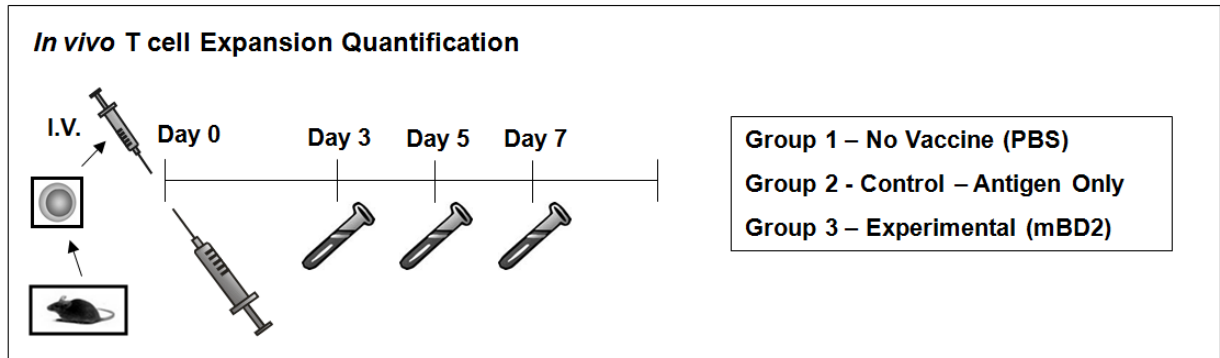 In vivo T cell Expansion Quantification
I.V.
Day 0
Day 3
Day 5
Day 7
Group 1 – No Vaccine (PBS)
Group 2 - Control – Antigen Only
Group 3 – Experimental (mBD2)